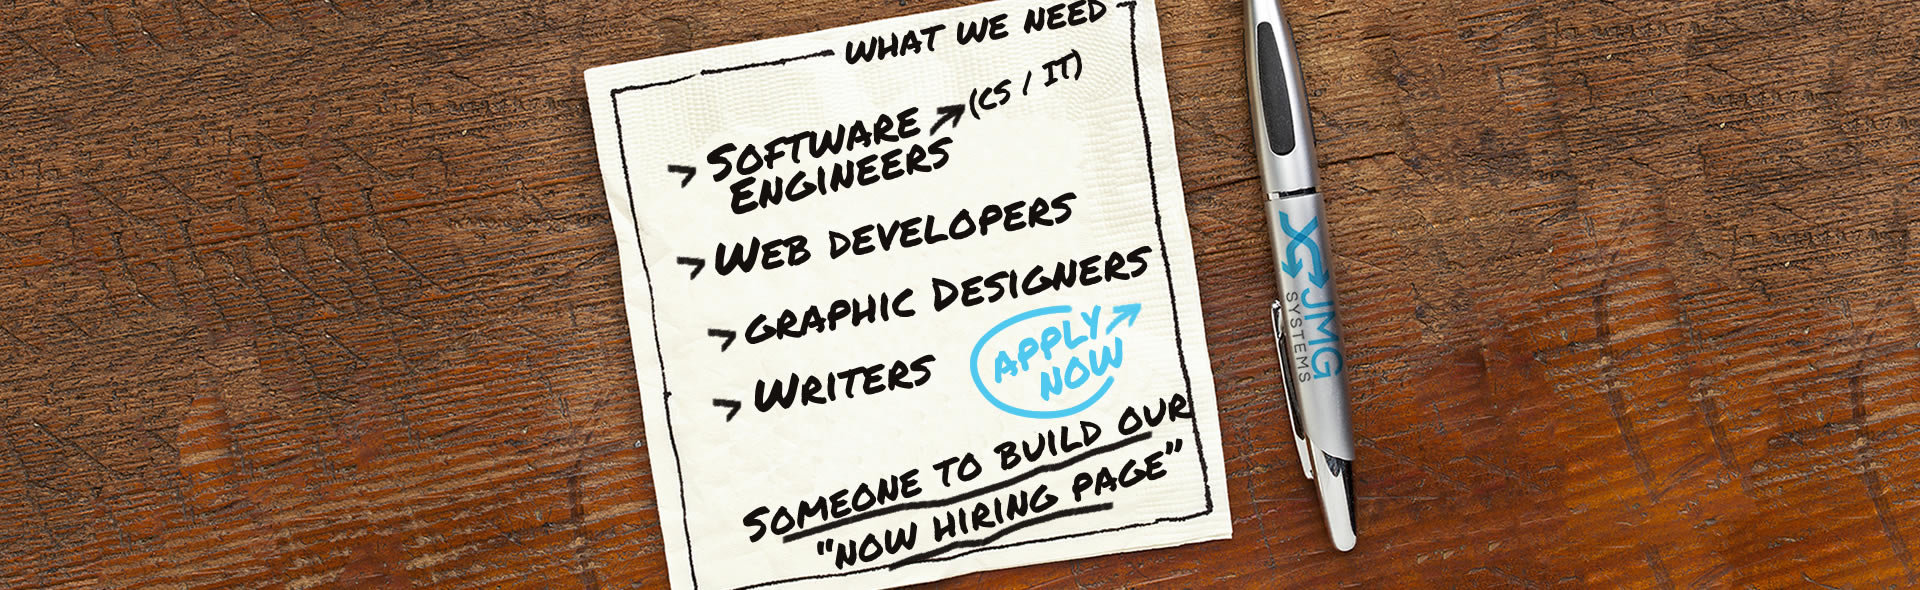 WHAT WE NEED
SOFTWARE (CS / IT)
ENGINEERS
WEB DEVELOPERS
GRAPHIC DESIGNERS
WRITERS
APPLY
NOW
SOMEONE TO BUILD OUR
"NOW HIRING PAGE"
JMG
SYSTEMS